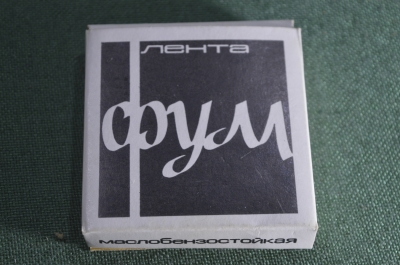 лента
фум
маслобензостойкая